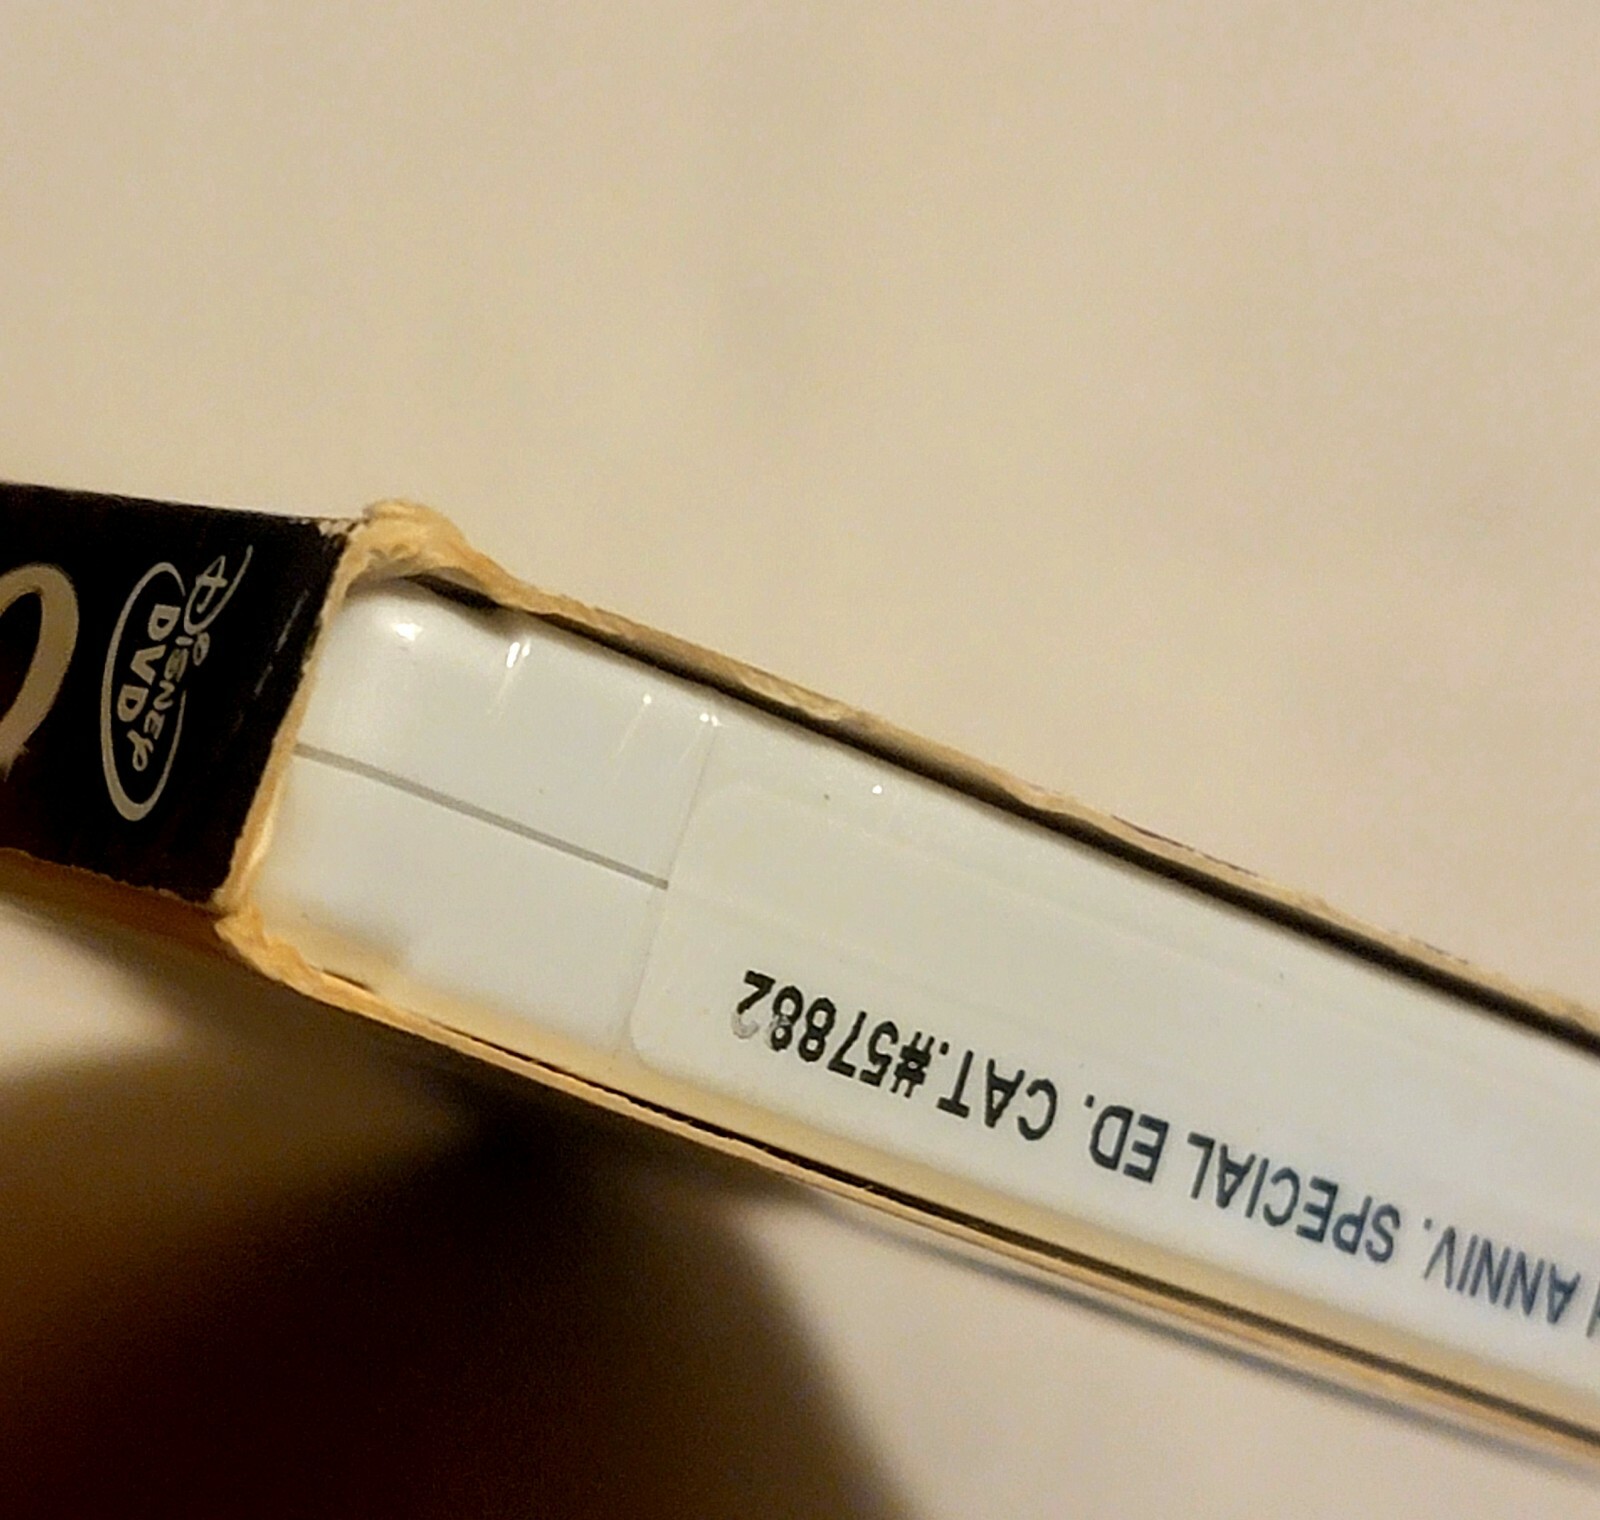 DISNEY
DVD
ANNIV. SPECIAL ED. CAT.#57882